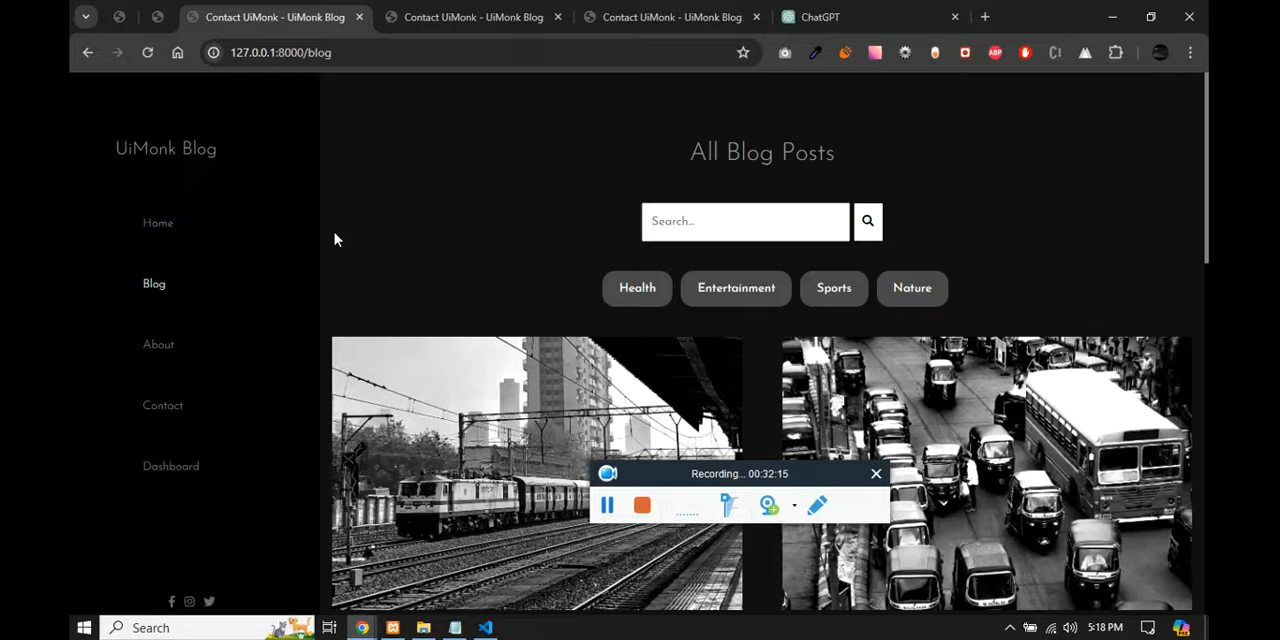 Contact UiMonk - UiMonk Blog
Contact UiMonk - UiMonk Blog
Contact UiMonk - UiMonk Blog
ChatGPT
127.0.0.1:8000/blog
ABP
UiMonk Blog
Home
Blog
About
Contact
Dashboard
All Blog Posts
Search...
Health
Entertainment
Sports
Nature
Recording... 00:32:15
Search
5:18 PM